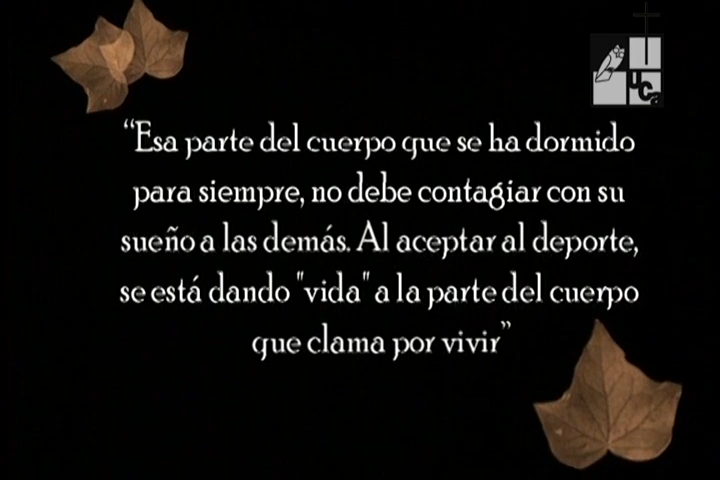 “Esa parte del cuerpo que se ha dormido
para siempre, no debe contagiar con su
sueño a las demás. Al aceptar al deporte,
se está dando "vida" a la parte del cuerpo
que clama por vivir”
UCa